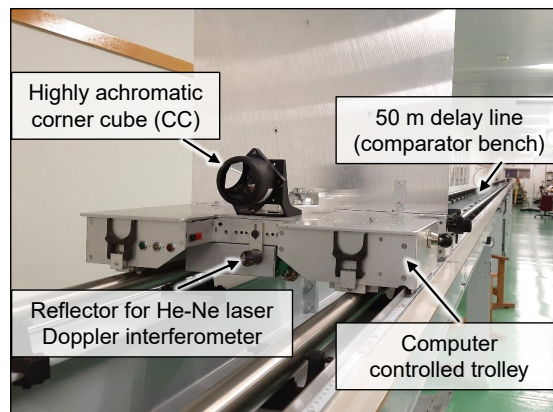 Highly achromatic
corner cube (CC)
50 m delay line
(comparator bench)
Reflector for He-Ne laser
Doppler interferometer
Computer
controlled trolley